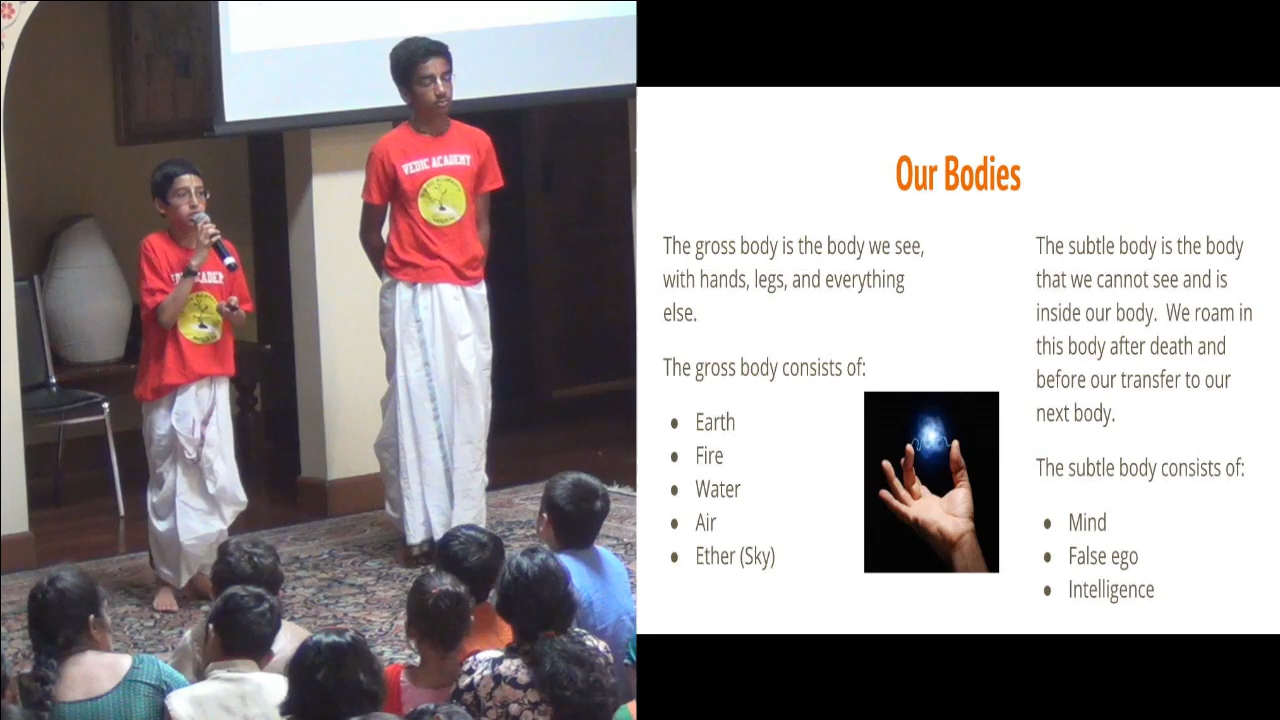 VEDIC ACADEMY
Our Bodies
The gross body is the body we see,
with hands, legs, and everything
else.
The gross body consists of:
● Earth
● Fire
● Water
● Air
● Ether (Sky)
The subtle body is the body
that we cannot see and is
inside our body. We roam in
this body after death and
before our transfer to our
next body.
The subtle body consists of:
● Mind
● False ego
● Intelligence